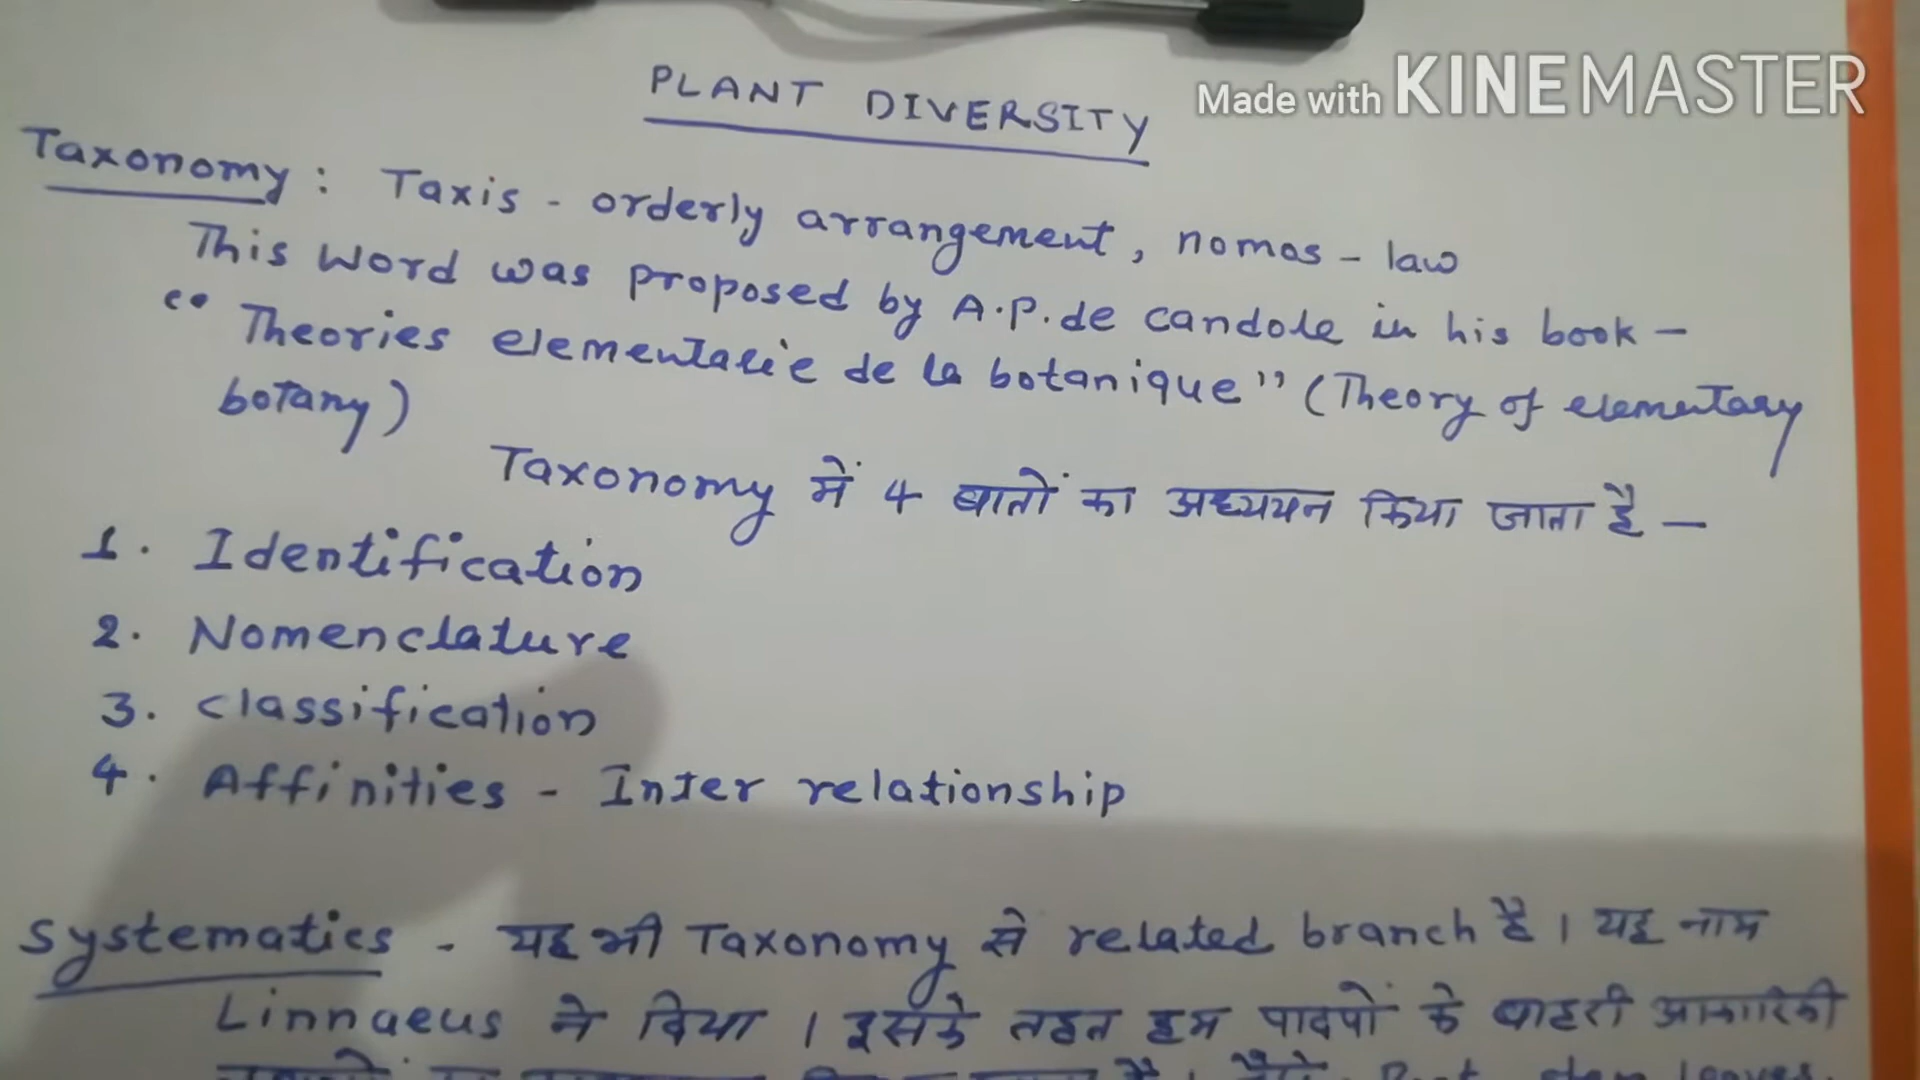 PLANT DIVERSITY
Made with KINEMASTER
Taxonomy : Taxis - orderly arrangement, nomos - law
This word was proposed by A.P. de candole in his book -
"Theories elementarie de la botanique" (Theory of elementary
botany)
Taxonomy में 4 बातों का अध्ययन किया जाता है -
1. Identification
2. Nomenclature
3. Classification
4. Affinities - Inter relationship
Systematics - यह भी Taxonomy से related branch है । यह नाम
Linnaeus ने दिया । इसके तहत हम पादपों के बाहरी आकारिकी
leaves,